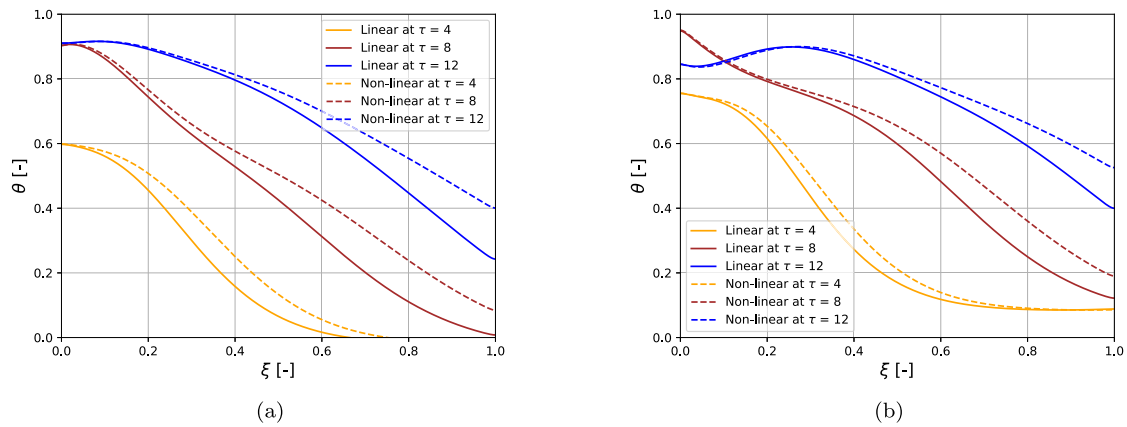 1.0
0.8
0.6
0.4
0.2
0.0
θ [-]
0.0 0.2 0.4 0.6 0.8 1.0
ξ [-]
Linear at τ = 4
Linear at τ = 8
Linear at τ = 12
Non-linear at τ = 4
Non-linear at τ = 8
Non-linear at τ = 12
(a)
1.0
0.8
0.6
0.4
0.2
0.0
θ [-]
Linear at τ = 4
Linear at τ = 8
Linear at τ = 12
Non-linear at τ = 4
Non-linear at τ = 8
Non-linear at τ = 12
0.0 0.2 0.4 0.6 0.8 1.0
ξ [-]
(b)